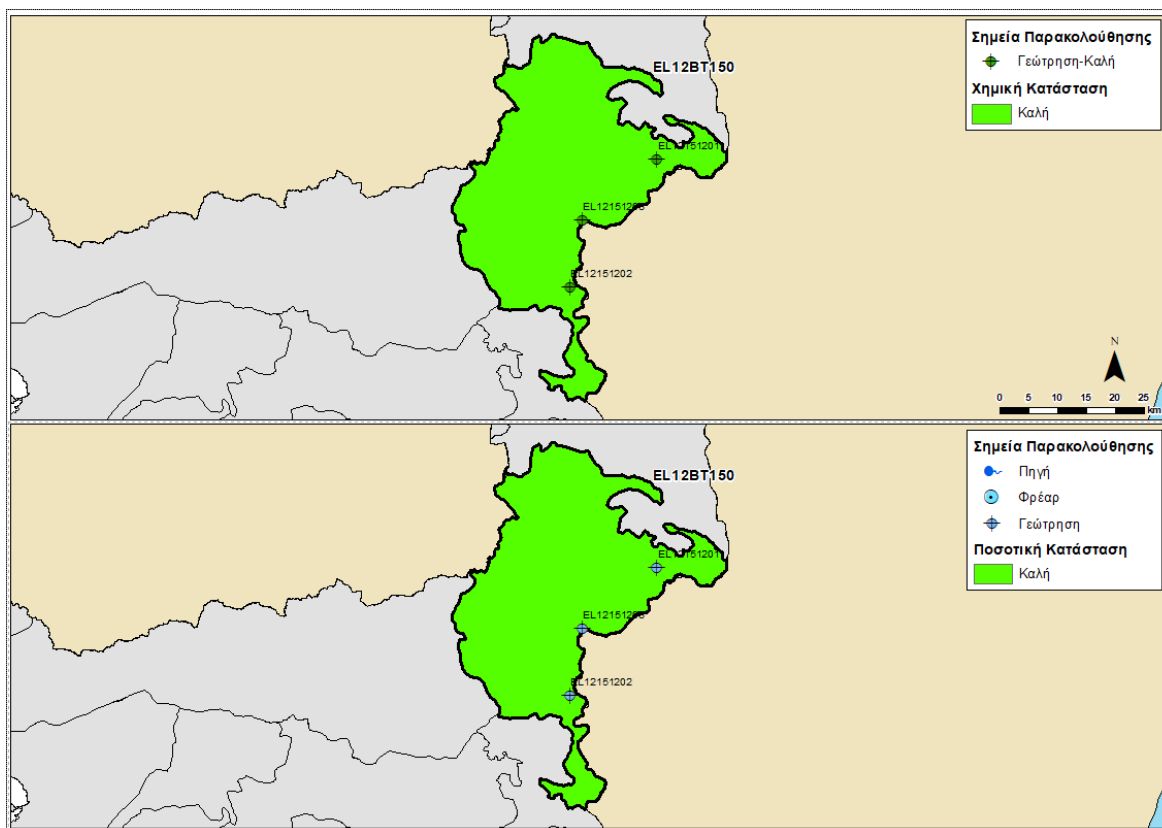 Σημεία Παρακολούθησης
Γεώτρηση-Καλή
Χημική Κατάσταση
Καλή
EL12BT150
EL12151202
N
0 5 10 15 20 25
km
Σημεία Παρακολούθησης
Πηγή
Φρέαρ
Γεώτρηση
Ποσοτική Κατάσταση
Καλή
EL12BT150
EL12151202